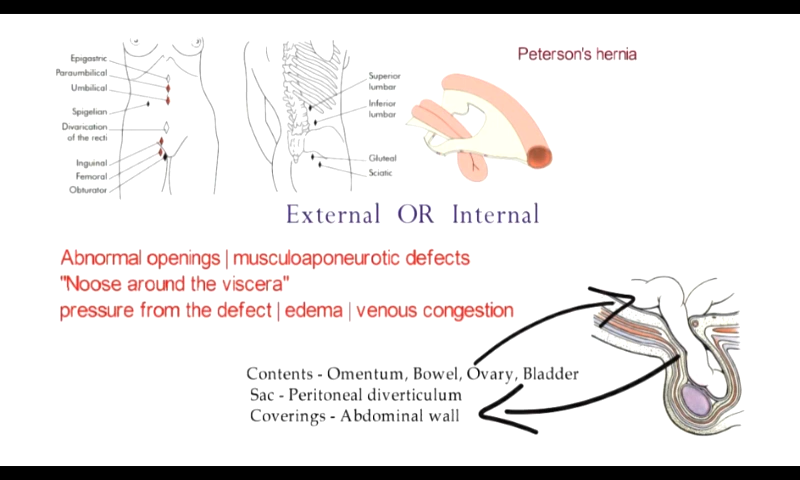 Peterson's hernia
Epigastric
Paraumbilical
Umbilical
Spigelian
Divarication
of the recti
Inguinal
Femoral
Obturator
Superior
lumbar
Inferior
lumbar
Gluteal
Sciatic
External OR Internal
Abnormal openings | musculoaponeurotic defects
"Noose around the viscera"
pressure from the defect | edema | venous congestion
Contents - Omentum, Bowel, Ovary, Bladder
Sac - Peritoneal diverticulum
Coverings - Abdominal wall